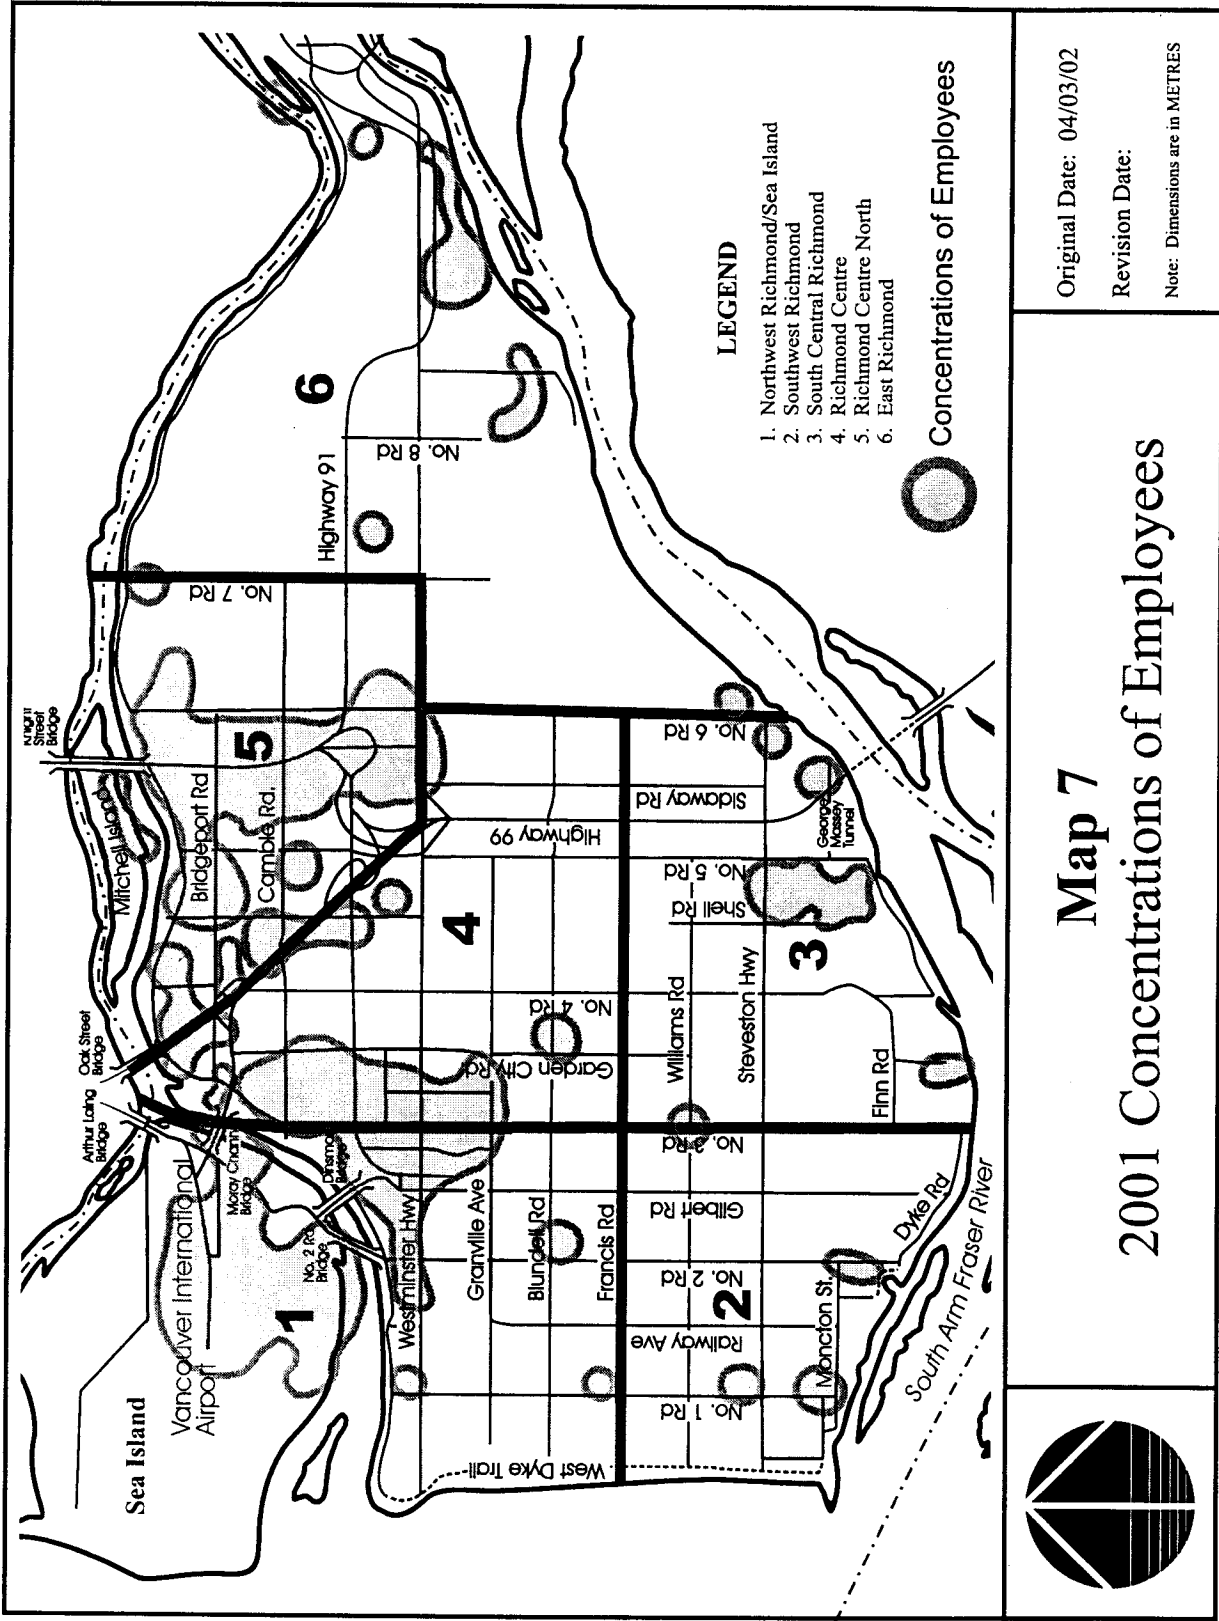 Knight
Street
Bridge
Mitchell Island
Oak Street
Bridge
Arthur Laing
Bridge
Bridgeport Rd
Cambie Rd.
5
No. 7 Rd
Highway 91
No. 8 Rd
6
Moray Channel
Bridge
Vancouver International
Airport
Sea Island
1
No. 2 Rd
Bridge
Dinsmore
Bridge
Westminster Hwy
Granville Ave
Blundell Rd
Francis Rd
4
Highway 99
No. 4 Rd
Garden City Rd
West Dyke Trail
No. 6 Rd
Sidaway Rd
No. 5 Rd
Shell Rd
George
Massey
Tunnel
Williams Rd
Steveston Hwy
3
Finn Rd
No. 3 Rd
Gilbert Rd
No. 2 Rd
2
Railway Ave
No. 1 Rd
Moncton St.
Dyke Rd
South Arm Fraser River
LEGEND
1. Northwest Richmond/Sea Island
2. Southwest Richmond
3. South Central Richmond
4. Richmond Centre
5. Richmond Centre North
6. East Richmond
Concentrations of Employees
Map 7
2001 Concentrations of Employees
Original Date: 04/03/02
Revision Date:
Note: Dimensions are in METRES